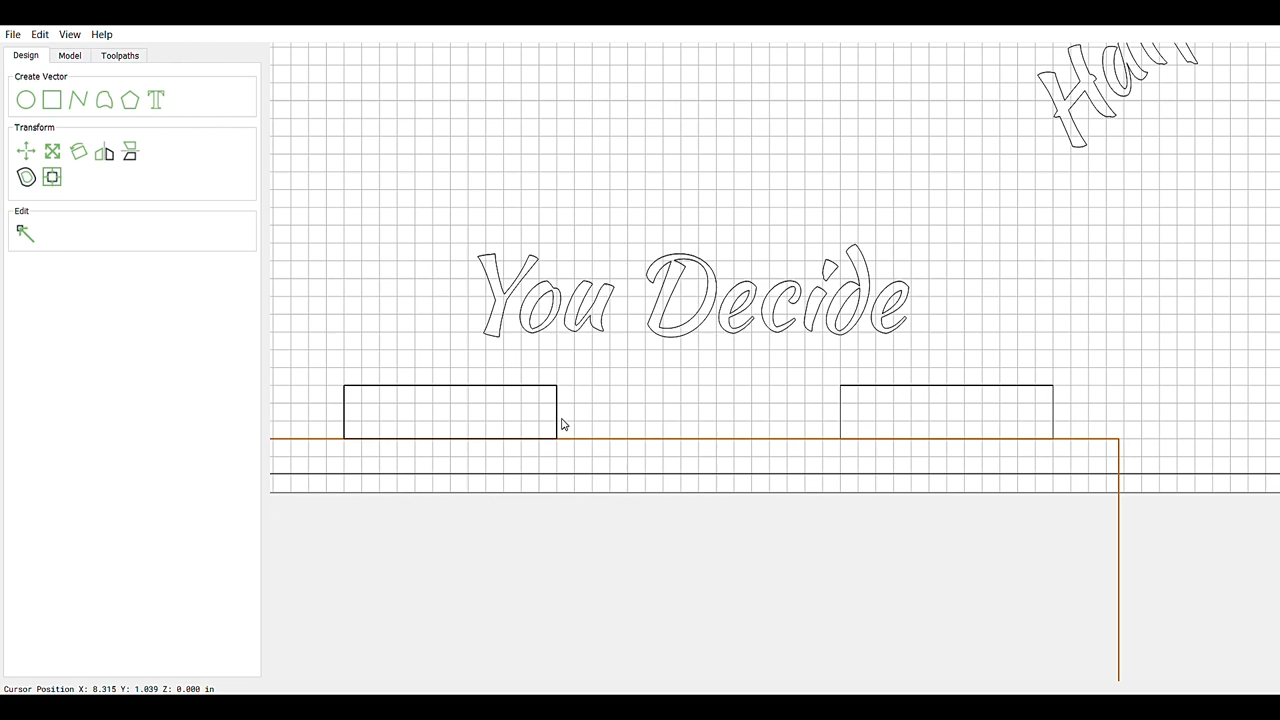 File Edit View Help
Design Model Toolpaths
Create Vector
Transform
Edit
You Decide
Cursor Position X: 8.315 Y: 1.039 Z: 0.000 in